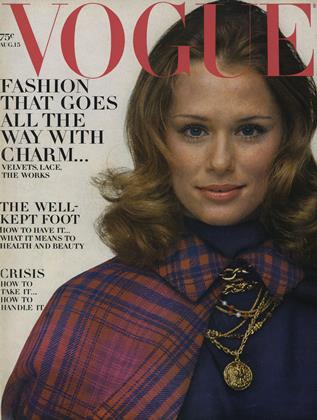 VOGUE
75¢
AUG.15
FASHION
THAT GOES
ALL THE
WAY WITH
CHARM...
VELVETS, LACE,
THE WORKS
THE WELL-
KEPT FOOT
HOW TO HAVE IT...
WHAT IT MEANS TO
HEALTH AND BEAUTY
CRISIS
HOW TO
TAKE IT...
HOW TO
HANDLE IT